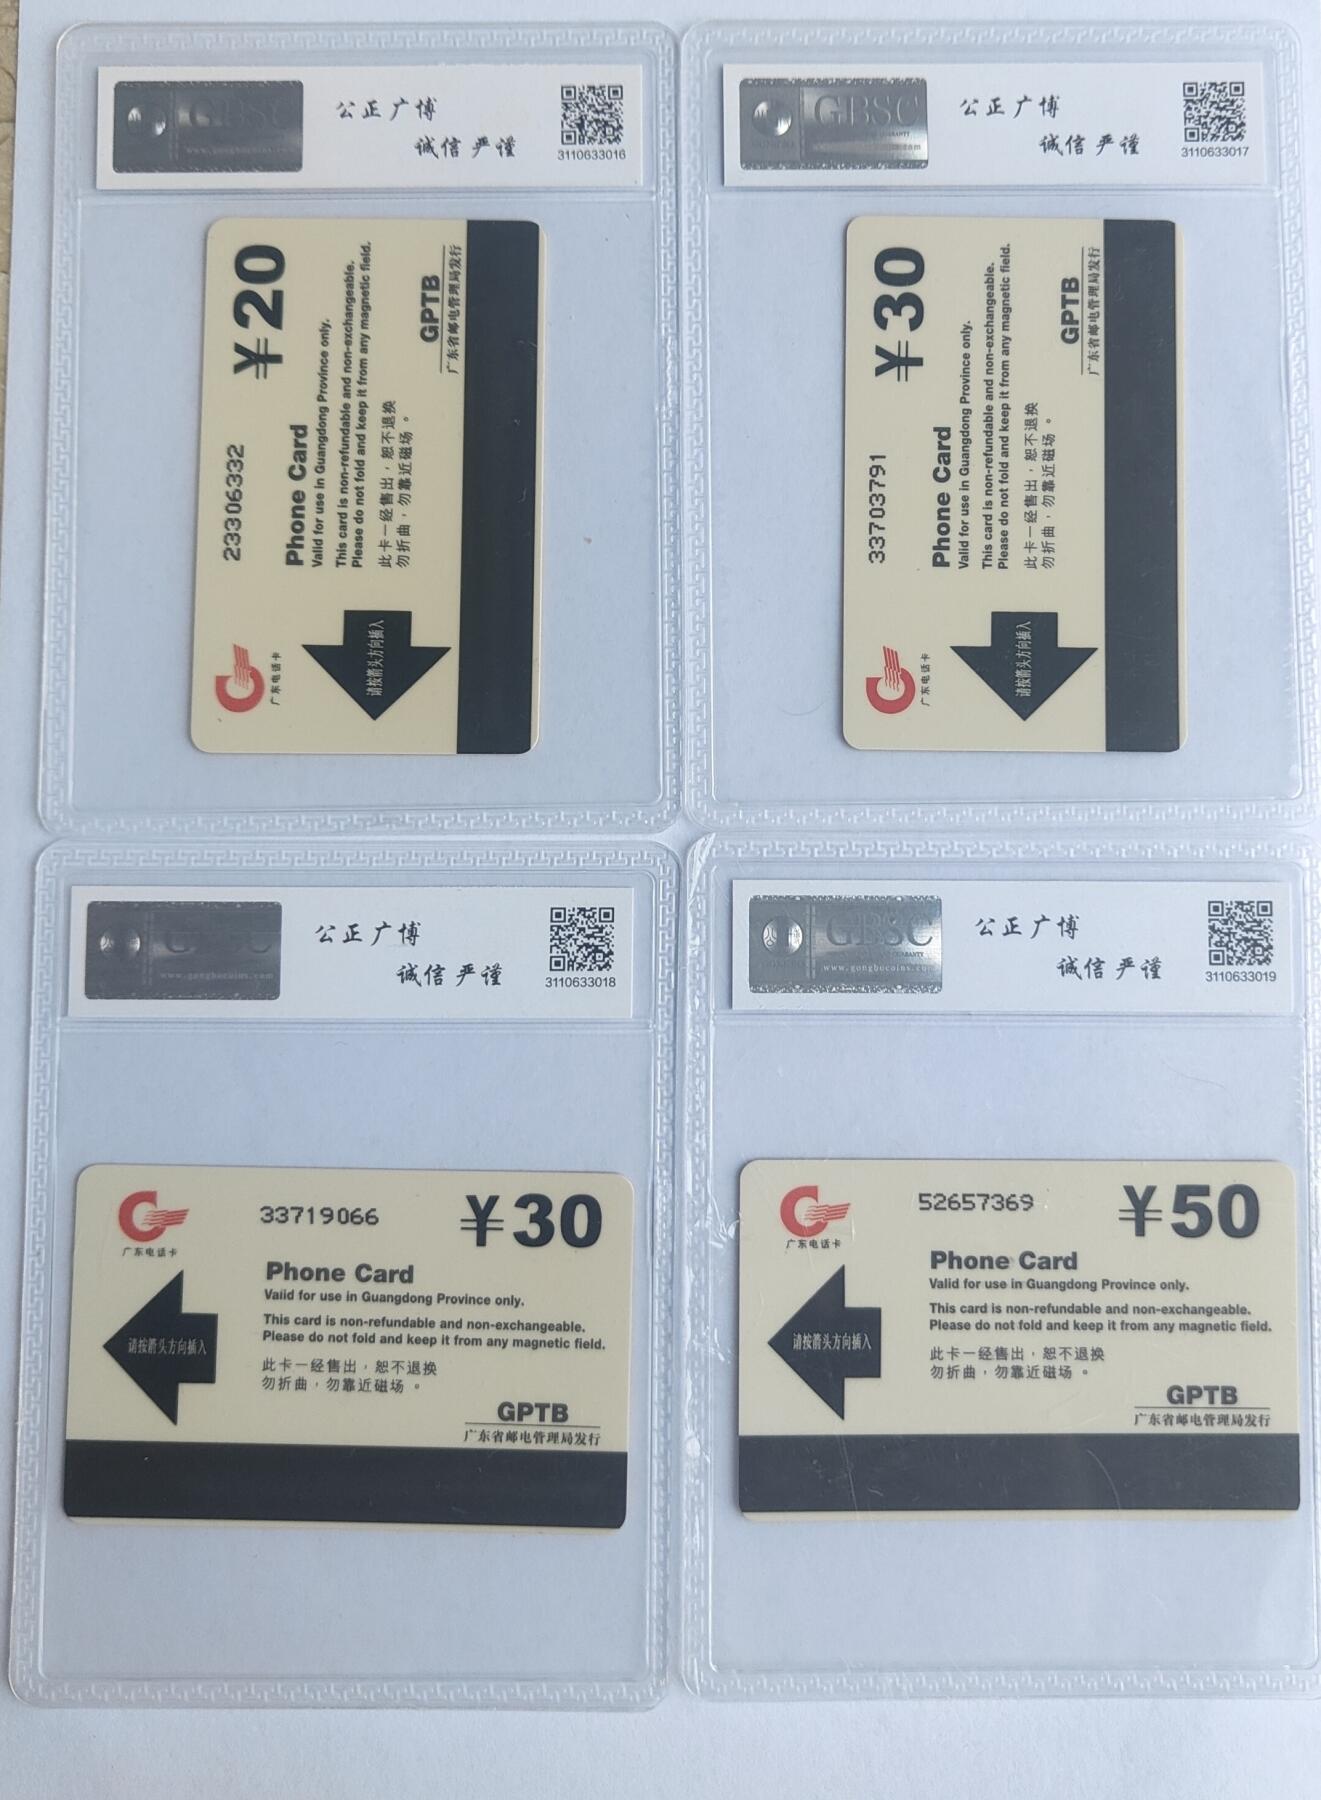 GBSC
公正广博
诚信严谨
3110633016
¥20
23306332
Phone Card
Valid for use in Guangdong Province only.
This card is non-refundable and non-exchangeable.
Please do not fold and keep it from any magnetic field.
此卡一经售出，恕不退换
勿折曲，勿靠近磁场。
GPTB
广东省邮电管理局发行
广东电话卡
请按箭头方向插入
GBSC
公正广博
诚信严谨
3110633017
¥30
33703791
Phone Card
Valid for use in Guangdong Province only.
This card is non-refundable and non-exchangeable.
Please do not fold and keep it from any magnetic field.
此卡一经售出，恕不退换
勿折曲，勿靠近磁场。
GPTB
广东省邮电管理局发行
广东电话卡
请按箭头方向插入
www.gongbocoins.com
公正广博
诚信严谨
3110633018
广东电话卡
33719066
¥30
Phone Card
Valid for use in Guangdong Province only.
This card is non-refundable and non-exchangeable.
Please do not fold and keep it from any magnetic field.
请按箭头方向插入
此卡一经售出，恕不退换
勿折曲，勿靠近磁场。
GPTB
广东省邮电管理局发行
GBSC
www.gongbocoins.com
公正广博
诚信严谨
3110633019
广东电话卡
52657369
¥50
Phone Card
Valid for use in Guangdong Province only.
This card is non-refundable and non-exchangeable.
Please do not fold and keep it from any magnetic field.
请按箭头方向插入
此卡一经售出，恕不退换
勿折曲，勿靠近磁场。
GPTB
广东省邮电管理局发行